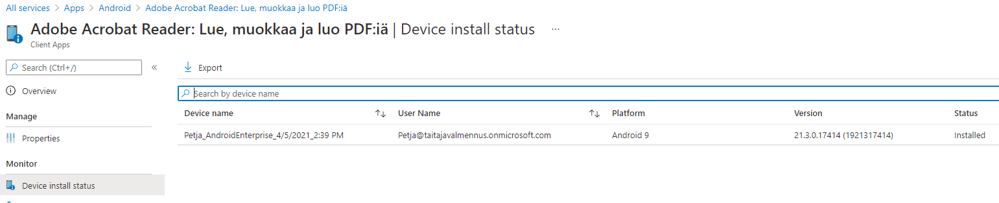 All services > Apps > Android > Adobe Acrobat Reader: Lue, muokkaa ja luo PDF:iä
Adobe Acrobat Reader: Lue, muokkaa ja luo PDF:iä | Device install status ...
Client Apps
Search (Ctrl+/) «
Export
Overview
Search by device name
Manage
Device name User Name Platform Version Status
Properties
Petja_AndroidEnterprise_4/5/2021_2:39 PM Petja@taitajavalmennus.onmicrosoft.com Android 9 21.3.0.17414 (1921317414) Installed
Monitor
Device install status